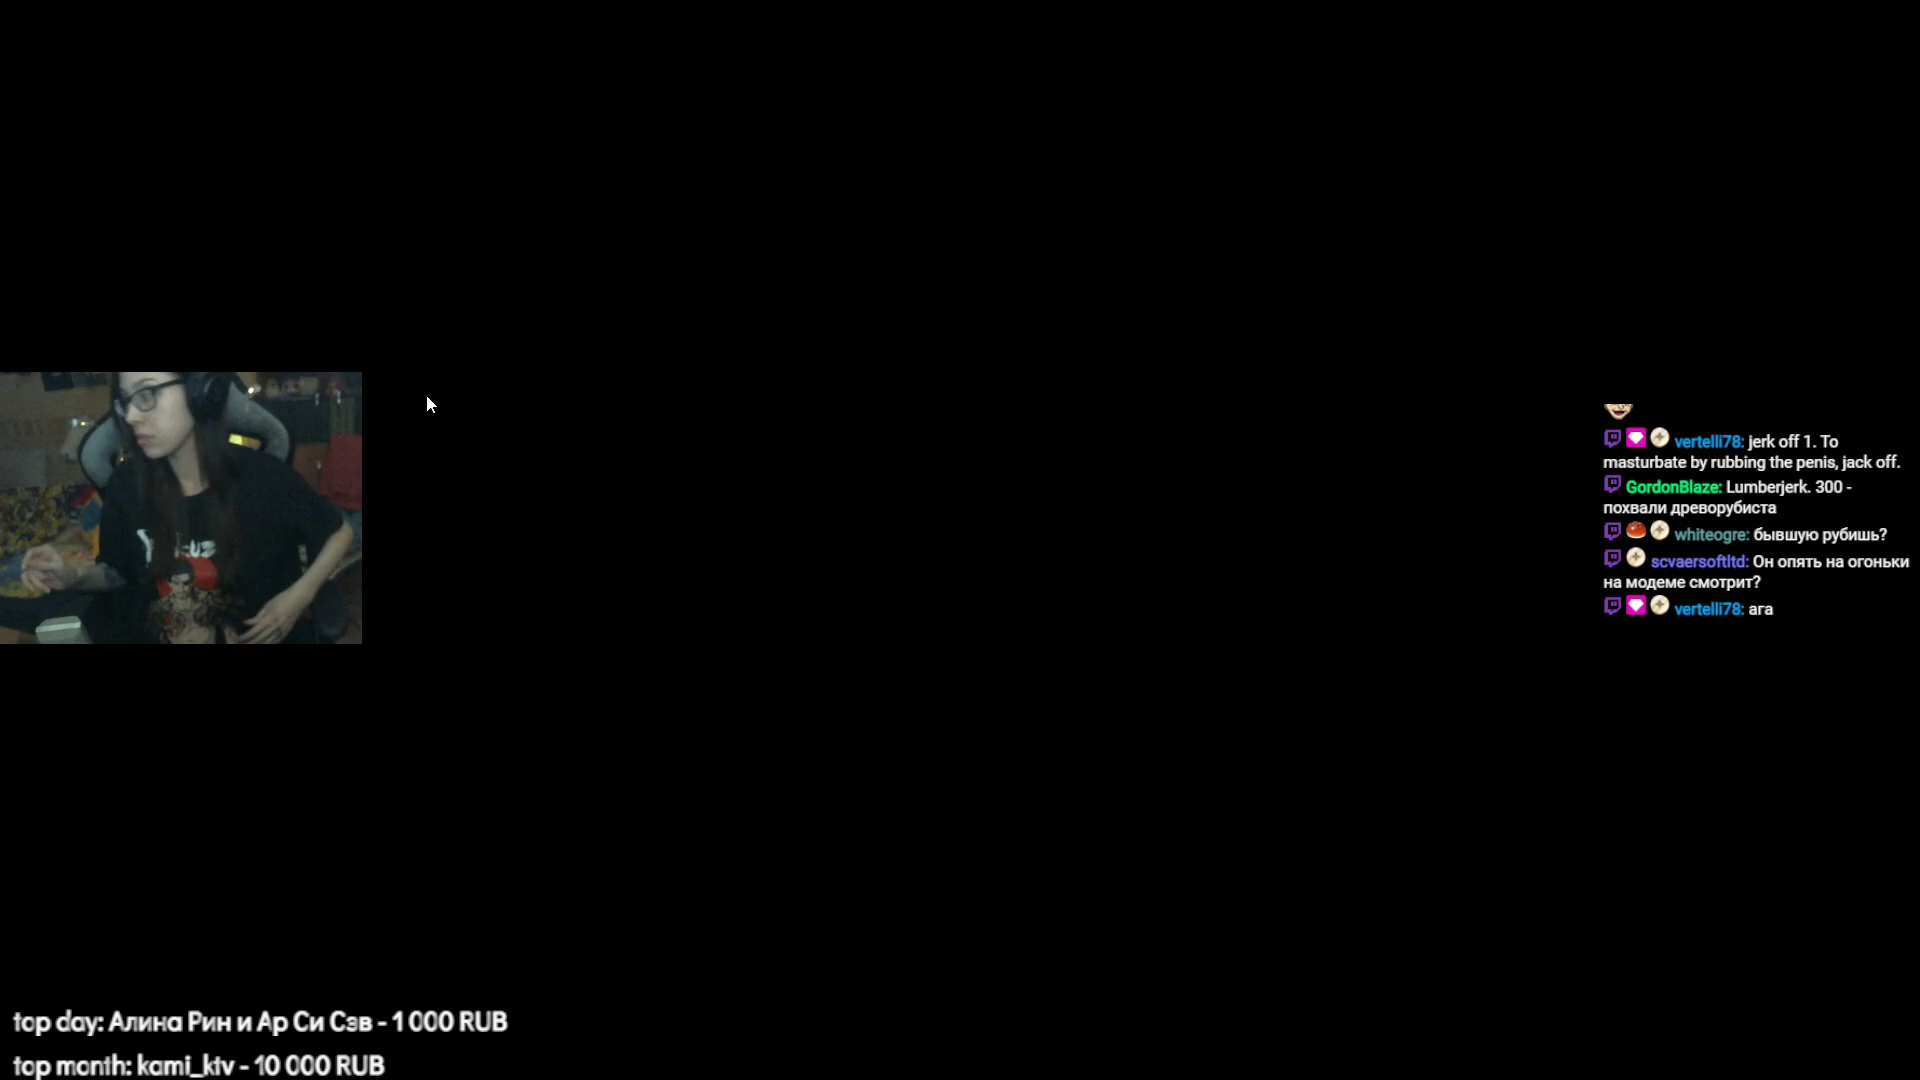 vertelli78: jerk off 1. To
masturbate by rubbing the penis, jack off.
GordonBlaze: Lumberjerk. 300 -
похвали древорубиста
whiteogre: бывшую рубишь?
scvaersoftltd: Он опять на огоньки
на модеме смотрит?
vertelli78: ага
top day: Алина Рин и Ар Си Сэв - 1 000 RUB
top month: kami_ktv - 10 000 RUB